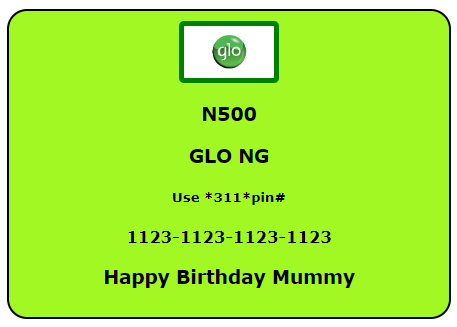 glo
N500
GLO NG
Use *311*pin#
1123-1123-1123-1123
Happy Birthday Mummy